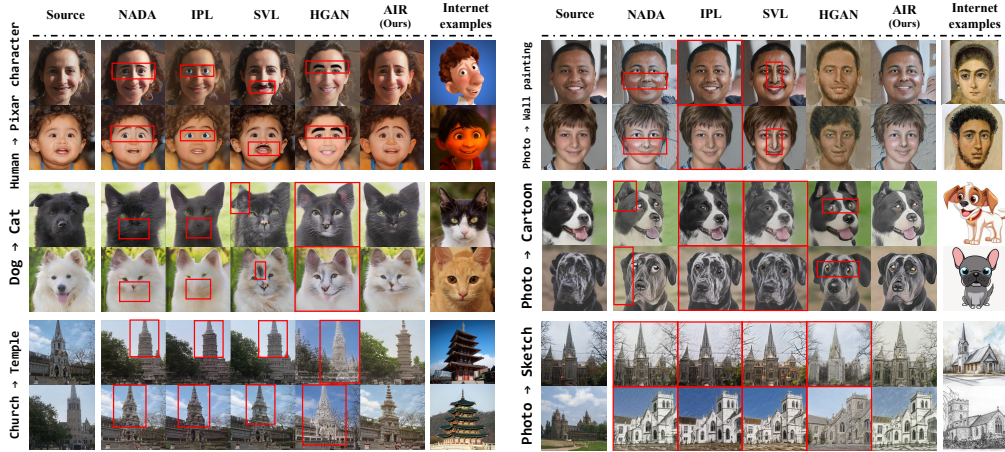 Source NADA IPL SVL HGAN AIR (Ours) Internet examples
Human → Pixar character
Dog → Cat
Church → Temple
Source NADA IPL SVL HGAN AIR (Ours) Internet examples
Photo → Wall painting
Photo → Cartoon
Photo → Sketch